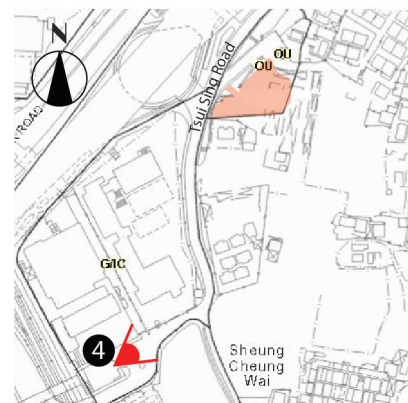 N
OU
OU
Tsui Sing Road
ROAD
G/IC
4
Sheung
Cheung
Wai